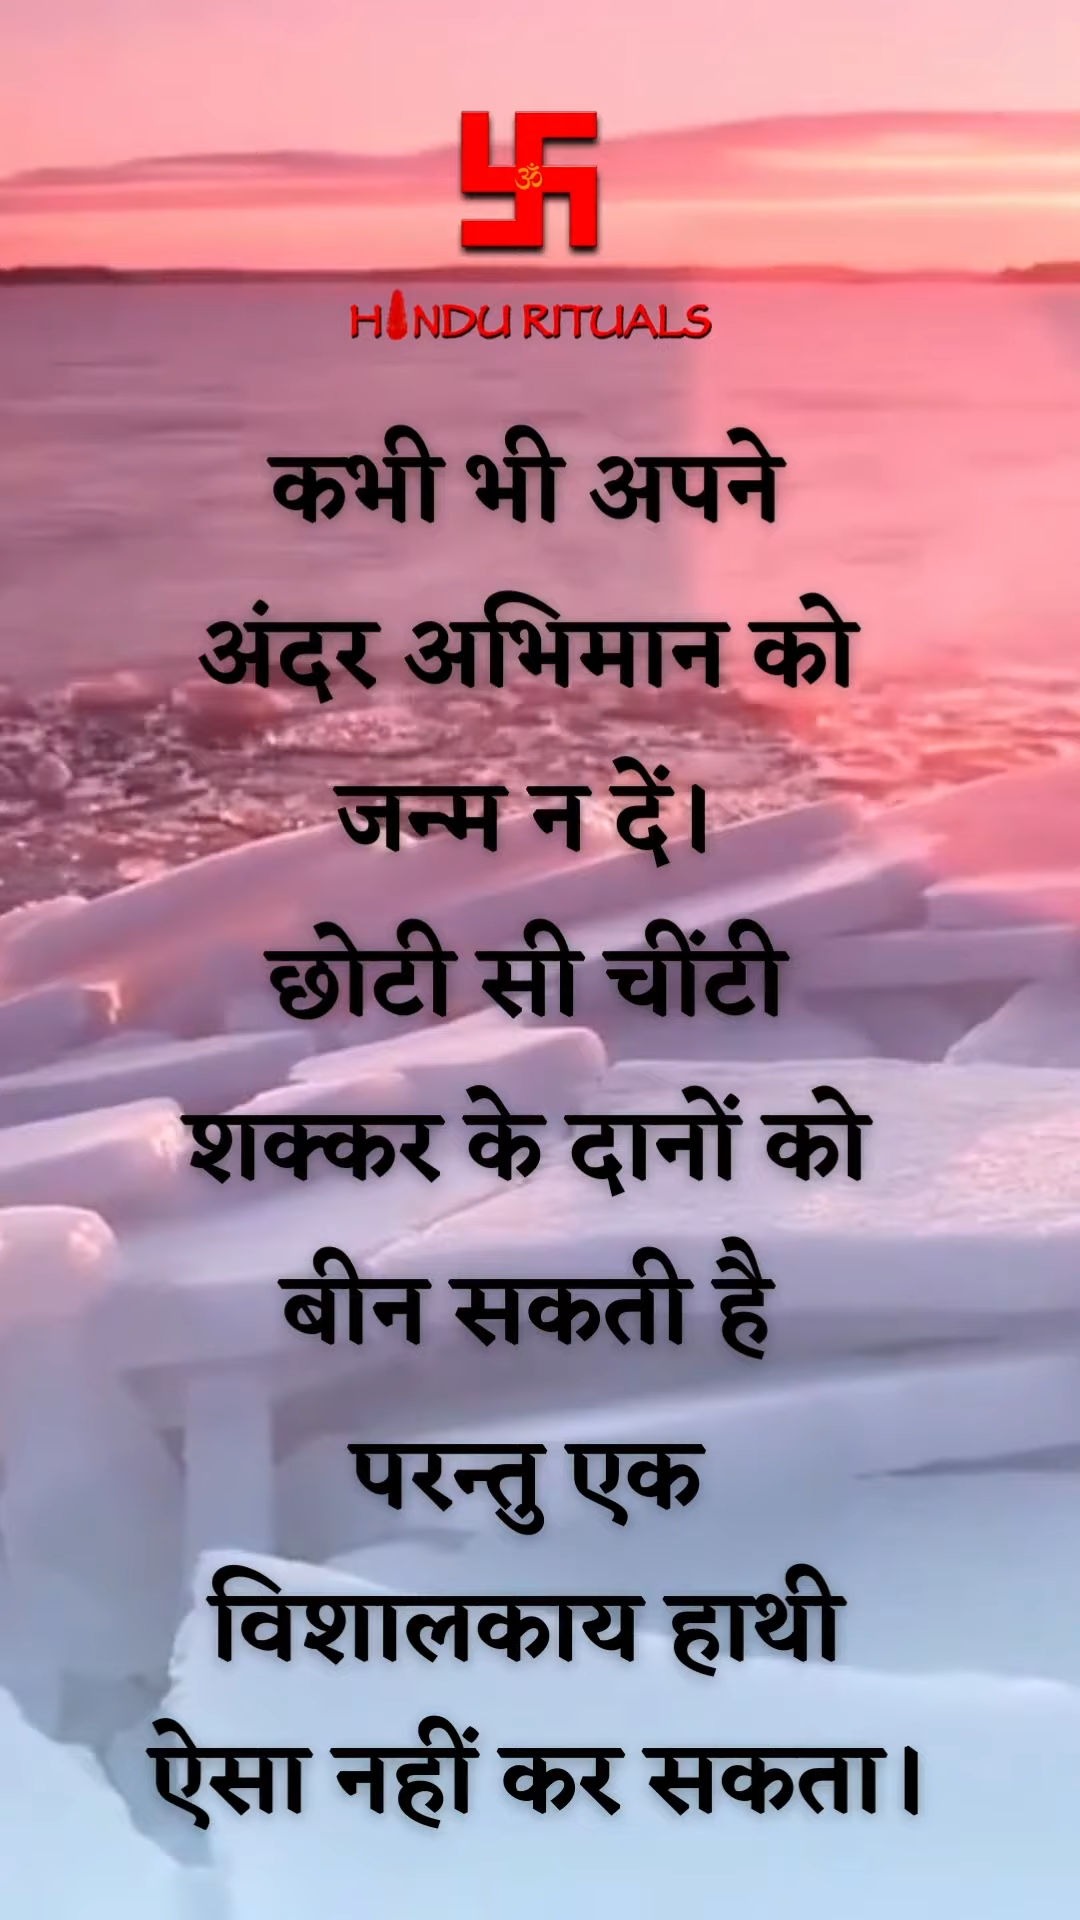 ॐ
HINDU RITUALS
कभी भी अपने
अंदर अभिमान को
जन्म न दें।
छोटी सी चींटी
शक्कर के दानों को
बीन सकती है
परन्तु एक
विशालकाय हाथी
ऐसा नहीं कर सकता।